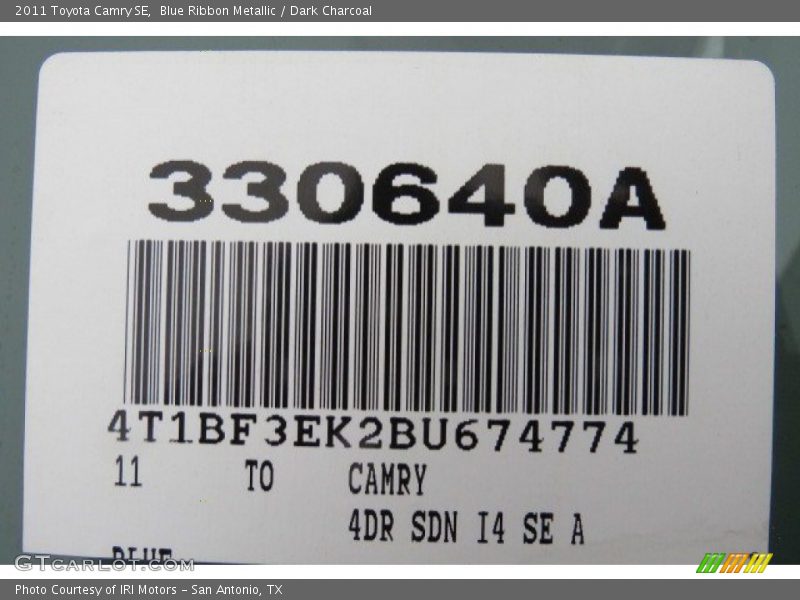 2011 Toyota Camry SE,  Blue Ribbon Metallic / Dark Charcoal
330640A
4T1BF3EK2BU674774
11 TO CAMRY
4DR SDN I4 SE A
BLUE
GTCARLOT.COM
Photo Courtesy of IRI Motors – San Antonio, TX